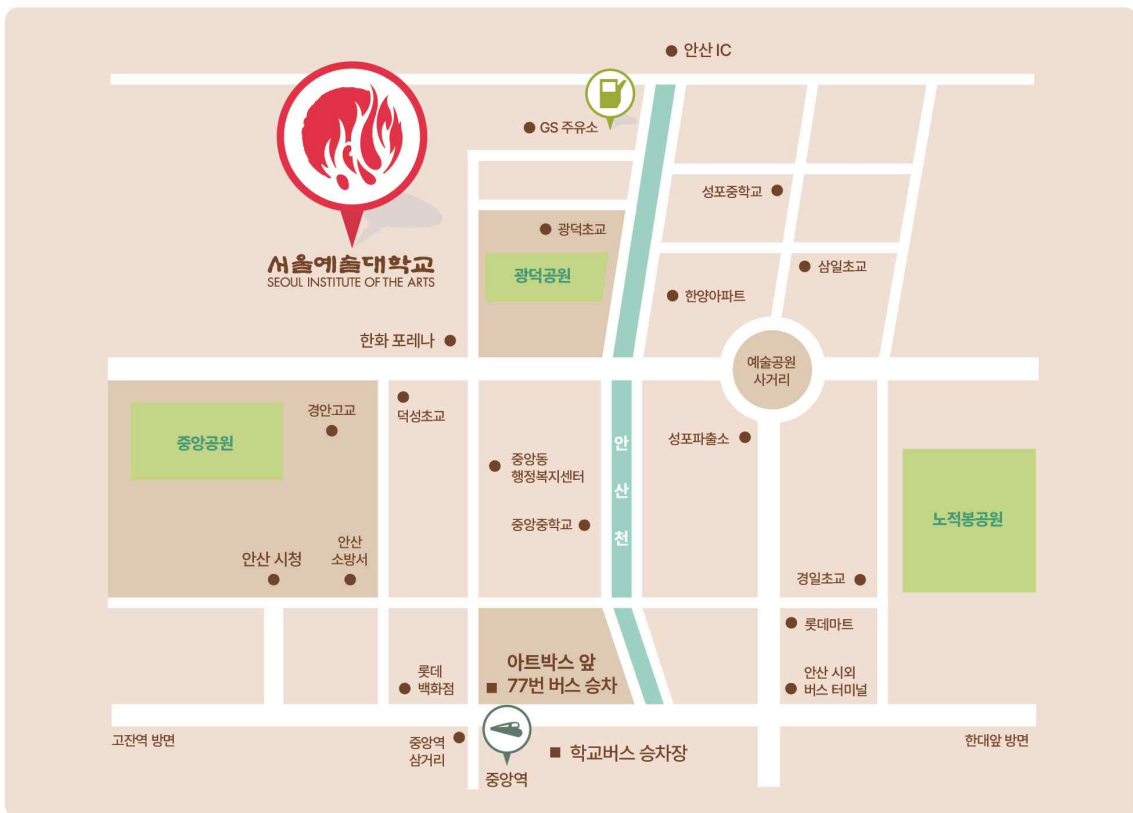 안산 IC
GS 주유소
서울예술대학교
SEOUL INSTITUTE OF THE ARTS
성포중학교
광덕초교
광덕공원
삼일초교
한양아파트
한화 포레나
예술공원
사거리
덕성초교
경안고교
중앙공원
성포파출소
중앙동
행정복지센터
안
산
천
중앙중학교
노적봉공원
안산 시청
안산
소방서
경일초교
롯데마트
롯데
백화점
아트박스 앞
77번 버스 승차
안산 시외
버스 터미널
고잔역 방면
중앙역
삼거리
중앙역
학교버스 승차장
한대앞 방면